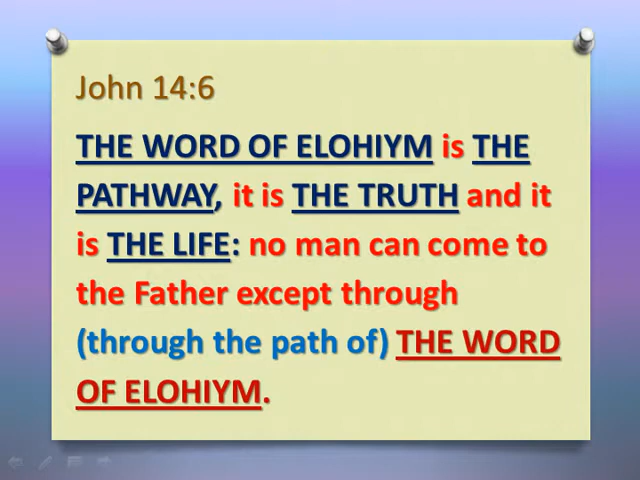 John 14:6
THE WORD OF ELOHIYM is THE
PATHWAY, it is THE TRUTH and it
is THE LIFE: no man can come to
the Father except through
(through the path of) THE WORD
OF ELOHIYM.